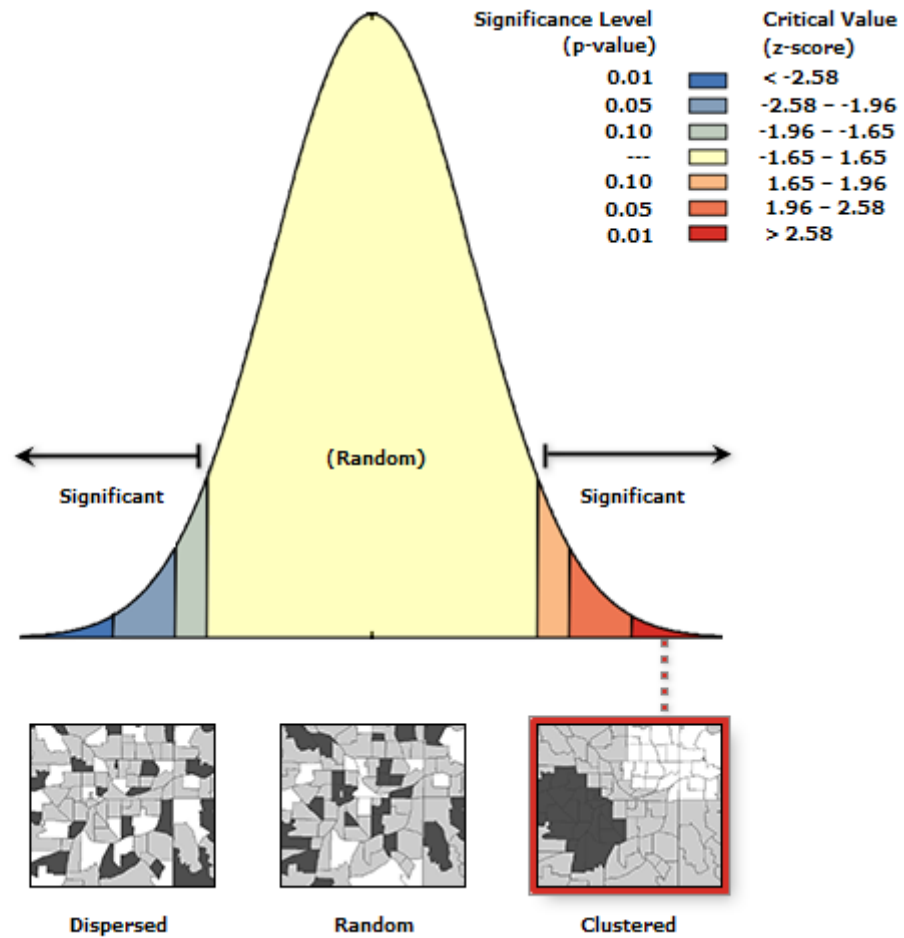 Significance Level Critical Value
(p-value) (z-score)
0.01 < -2.58
0.05 -2.58 – -1.96
0.10 -1.96 – -1.65
--- -1.65 – 1.65
0.10 1.65 – 1.96
0.05 1.96 – 2.58
0.01 > 2.58
(Random)
Significant Significant
Dispersed Random Clustered